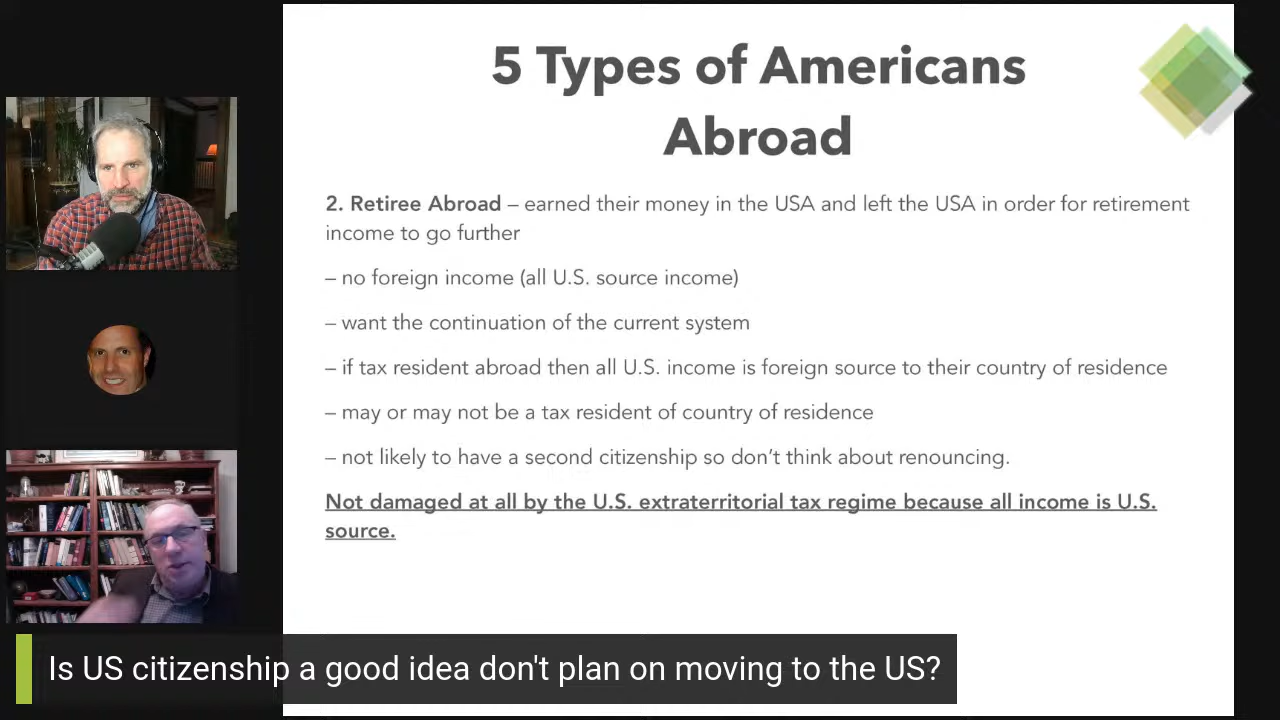 5 Types of Americans
Abroad
2. Retiree Abroad – earned their money in the USA and left the USA in order for retirement
income to go further
– no foreign income (all U.S. source income)
– want the continuation of the current system
– if tax resident abroad then all U.S. income is foreign source to their country of residence
– may or may not be a tax resident of country of residence
– not likely to have a second citizenship so don’t think about renouncing.
Not damaged at all by the U.S. extraterritorial tax regime because all income is U.S.
source.
Is US citizenship a good idea don't plan on moving to the US?